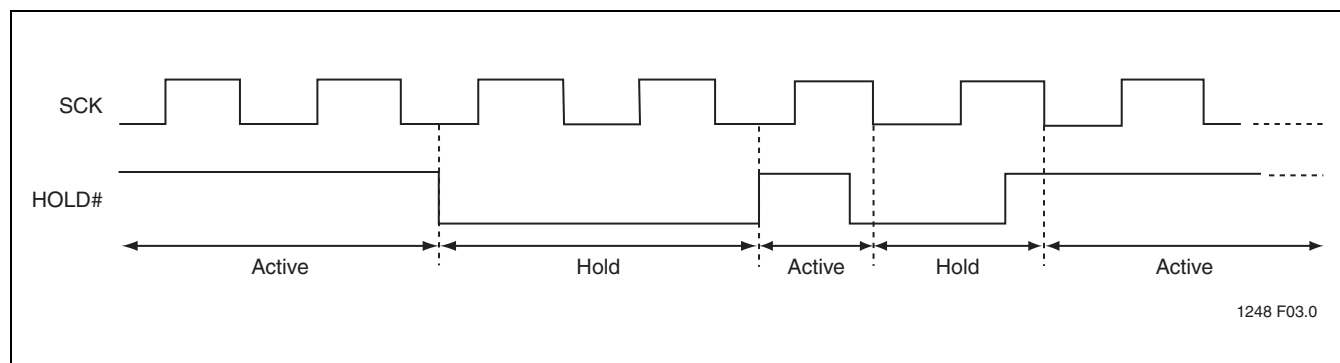 SCK
HOLD#
Active
Hold
Active
Hold
Active
1248 F03.0